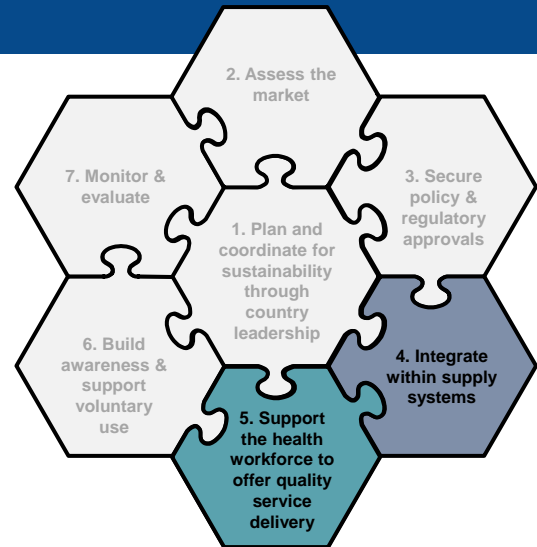 2. Assess the
market
7. Monitor &
evaluate
3. Secure
policy &
regulatory
approvals
1. Plan and
coordinate for
sustainability
through
country
leadership
6. Build
awareness &
support
voluntary
use
4. Integrate
within supply
systems
5. Support
the health
workforce to
offer quality
service
delivery